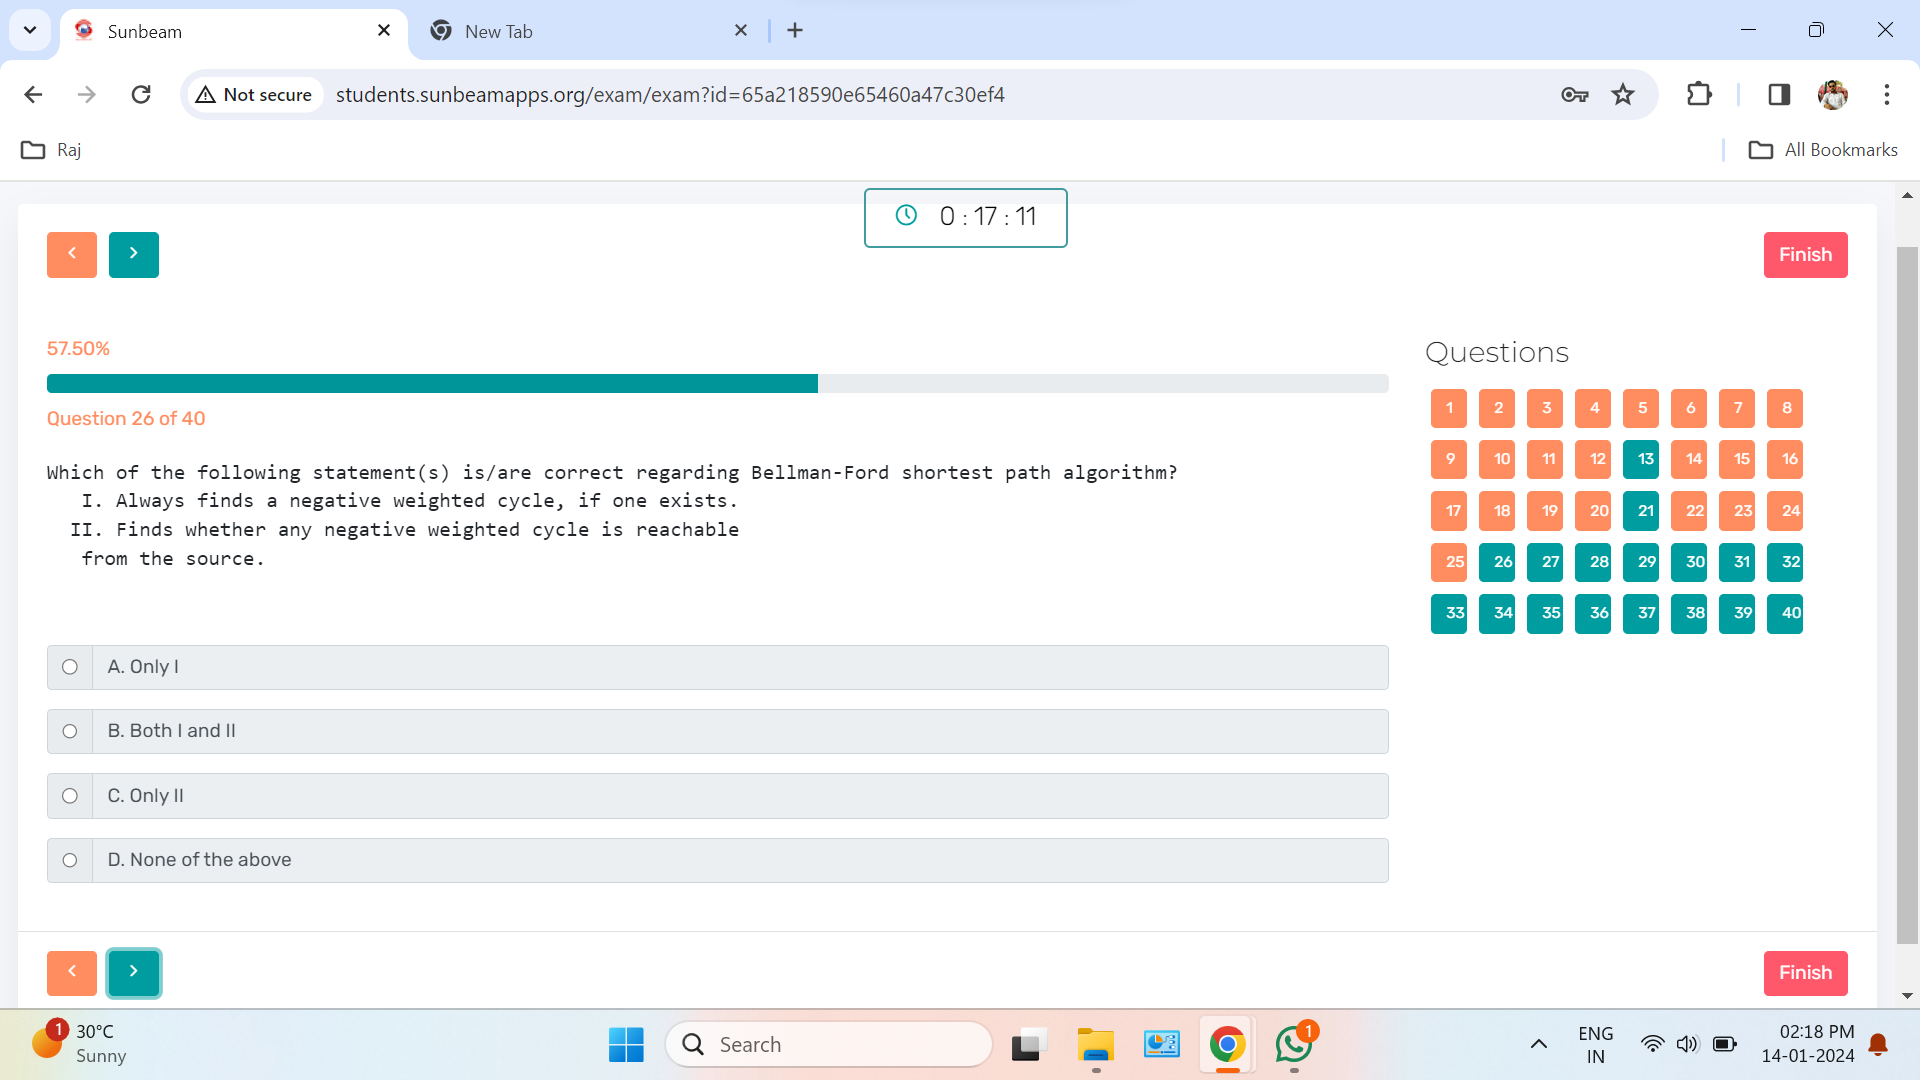 Sunbeam
New Tab
Not secure
students.sunbeamapps.org/exam/exam?id=65a218590e65460a47c30ef4
Raj
All Bookmarks
0 : 17 : 11
Finish
57.50%
Question 26 of 40
Which of the following statement(s) is/are correct regarding Bellman-Ford shortest path algorithm?
I. Always finds a negative weighted cycle, if one exists.
II. Finds whether any negative weighted cycle is reachable
from the source.
A. Only I
B. Both I and II
C. Only II
D. None of the above
Questions
1 2 3 4 5 6 7 8
9 10 11 12 13 14 15 16
17 18 19 20 21 22 23 24
25 26 27 28 29 30 31 32
33 34 35 36 37 38 39 40
Finish
1
30°C
Sunny
Search
1
ENG
IN
02:18 PM
14-01-2024